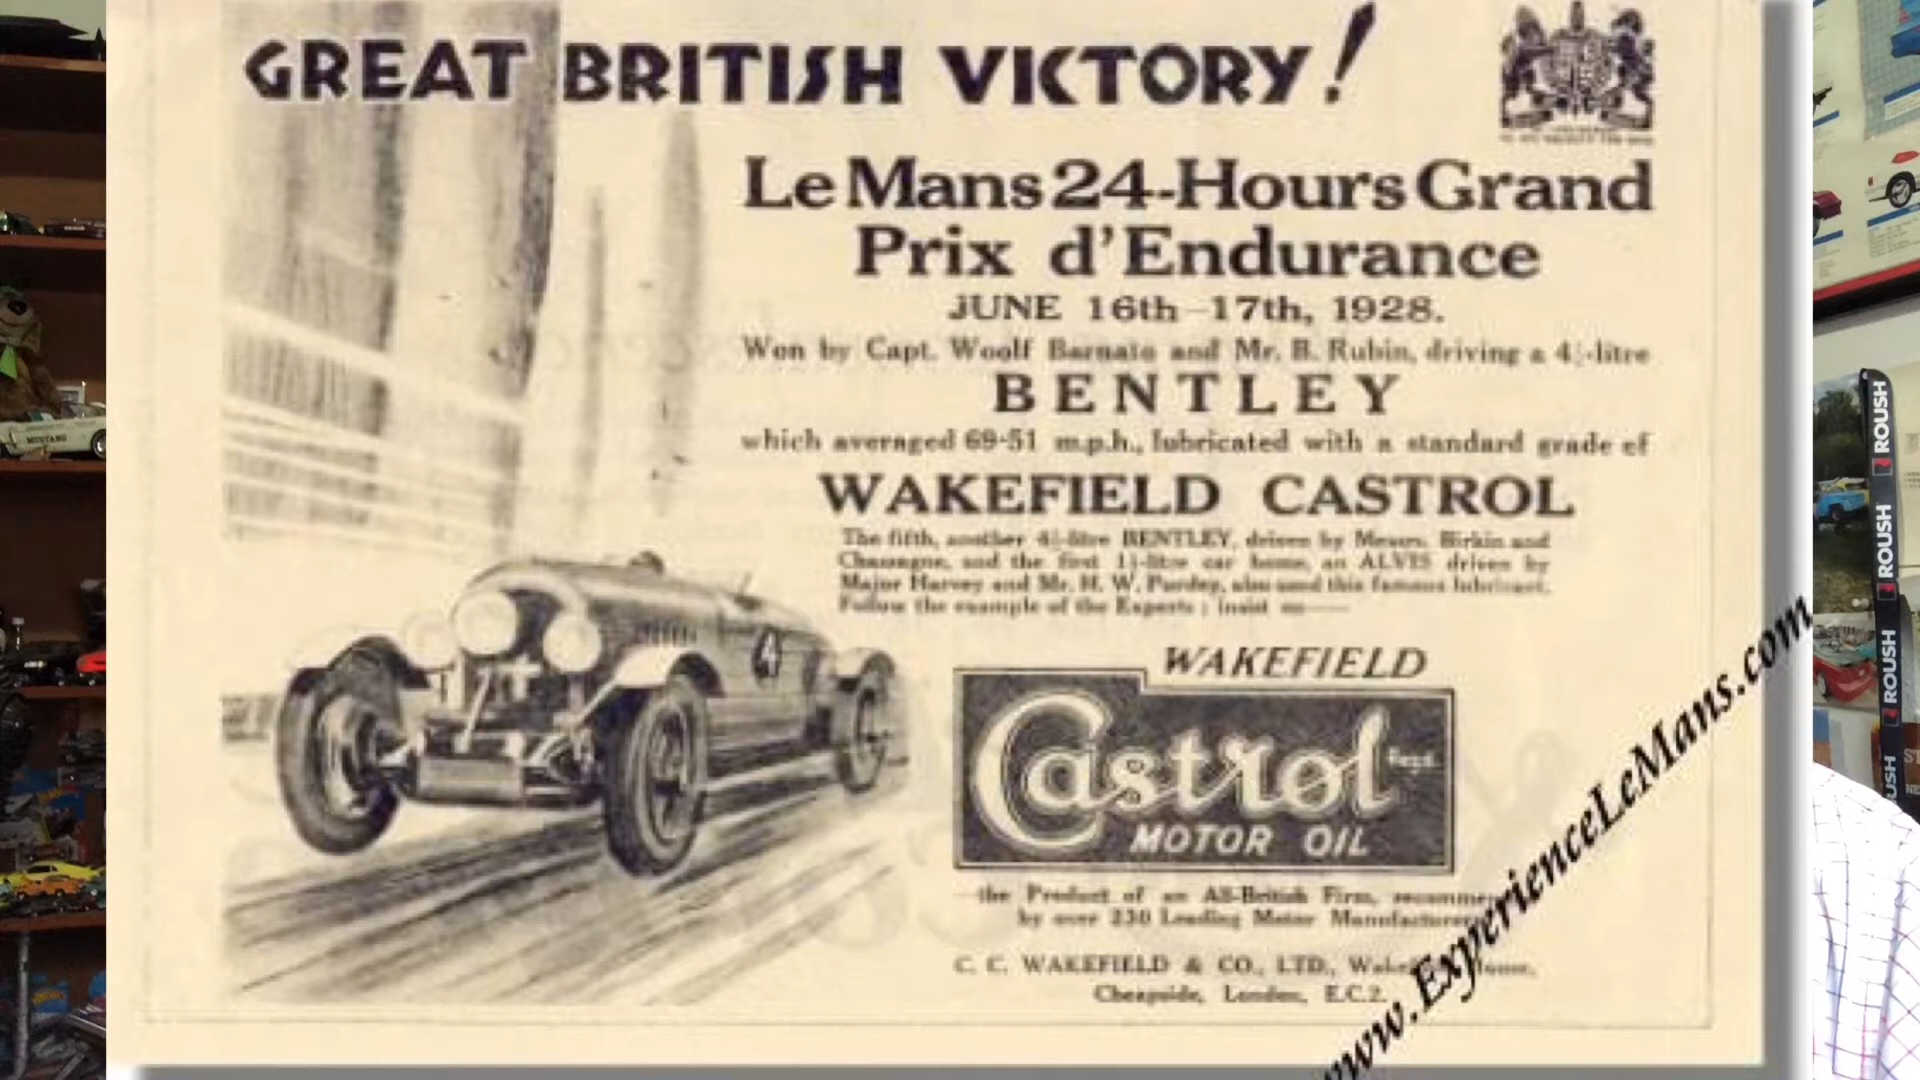 GREAT BRITISH VICTORY!
Le Mans 24-Hours Grand
Prix d'Endurance
JUNE 16th–17th, 1928.
Won by Capt. Woolf Barnato and Mr. B. Rubin, driving a 4½-litre
BENTLEY
which averaged 69·51 m.p.h., lubricated with a standard grade of
WAKEFIELD CASTROL
The fifth, another 4½-litre BENTLEY, driven by Messrs. Birkin and
Chassagne, and the first 1½-litre car home, an ALVIS driven by
Major Harvey and Mr. H. W. Purdey, also used this famous lubricant.
Follow the example of the Experts; insist on—
4
WAKEFIELD
Castrol
MOTOR OIL
—the Product of an All-British Firm,
by over 230 Leading Motor
C. C. WAKEFIELD & CO., LTD.,
Cheapside, London, E.C.2.
www.ExperienceLeMans.com
MUSTANG
ROUSH
ROUSH
ROUSH